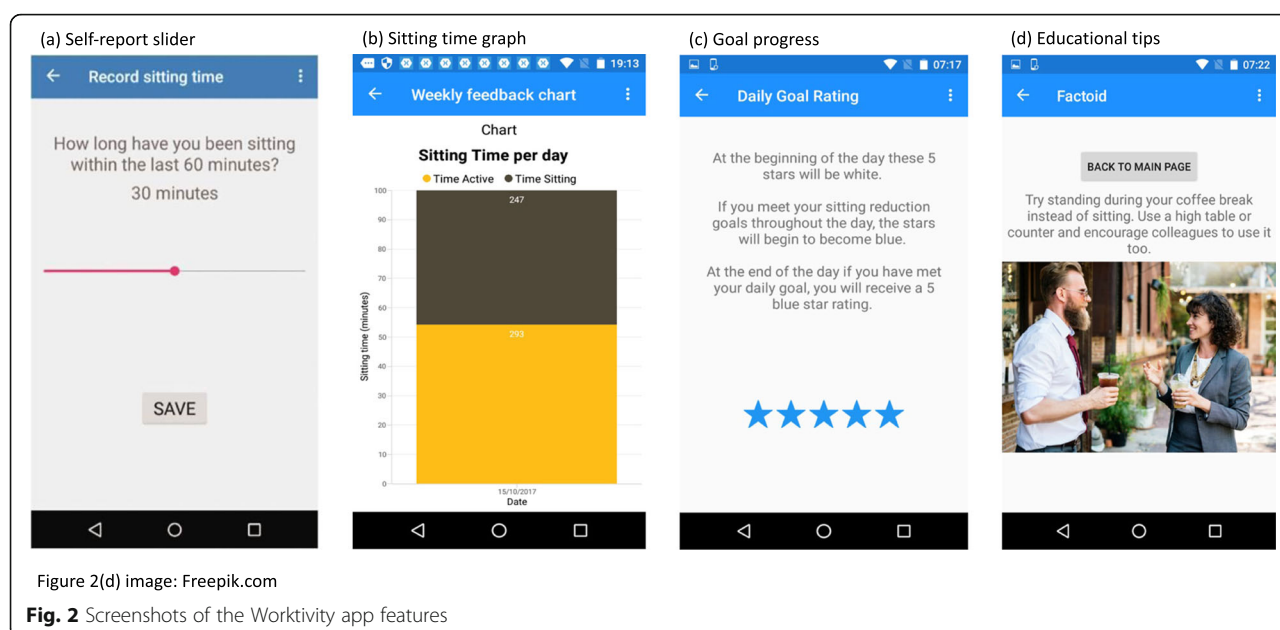 (a) Self-report slider
Record sitting time
How long have you been sitting
within the last 60 minutes?
30 minutes
SAVE
(b) Sitting time graph
19:13
Weekly feedback chart
Chart
Sitting Time per day
Time Active Time Sitting
Sitting time (minutes)
100
90
80
70
60
50
40
30
20
10
0
247
293
15/10/2017
Date
(c) Goal progress
07:17
Daily Goal Rating
At the beginning of the day these 5
stars will be white.
If you meet your sitting reduction
goals throughout the day, the stars
will begin to become blue.
At the end of the day if you have met
your daily goal, you will receive a 5
blue star rating.
(d) Educational tips
07:22
Factoid
BACK TO MAIN PAGE
Try standing during your coffee break
instead of sitting. Use a high table or
counter and encourage colleagues to use it
too.
Figure 2(d) image: Freepik.com
Fig. 2 Screenshots of the Worktivity app features